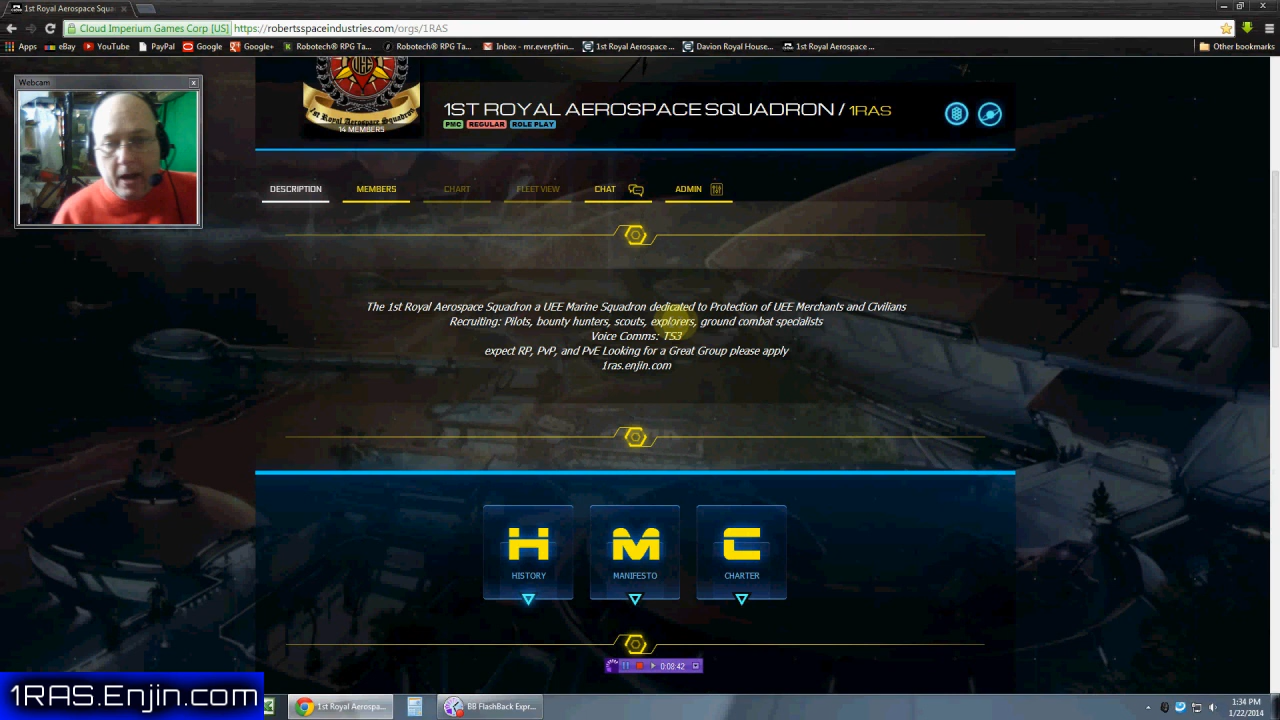 1st Royal Aerospace Squa
Cloud Imperium Games Corp [US]
https://robertsspaceindustries.com/orgs/1RAS
Apps
eBay
YouTube
PayPal
Google
Google+
Robotech® RPG Ta...
Robotech® RPG Ta...
Inbox - mr.everythin...
1st Royal Aerospace ...
Davion Royal House...
1st Royal Aerospace ...
Other bookmarks
Webcam
UEE
1st Royal Aerospace Squadron
14 MEMBERS
1ST ROYAL AEROSPACE SQUADRON / 1RAS
PMC REGULAR ROLE PLAY
DESCRIPTION
MEMBERS
CHART
FLEET VIEW
CHAT
ADMIN
The 1st Royal Aerospace Squadron a UEE Marine Squadron dedicated to Protection of UEE Merchants and Civilians
Recruiting: Pilots, bounty hunters, scouts, explorers, ground combat specialists
Voice Comms: TS3
expect RP, PvP, and PvE Looking for a Great Group please apply
1ras.enjin.com
H
M
C
HISTORY
MANIFESTO
CHARTER
0:08:42
1RAS.Enjin.com
1st Royal Aerospa...
BB FlashBack Expr...
1:34 PM
1/22/2014